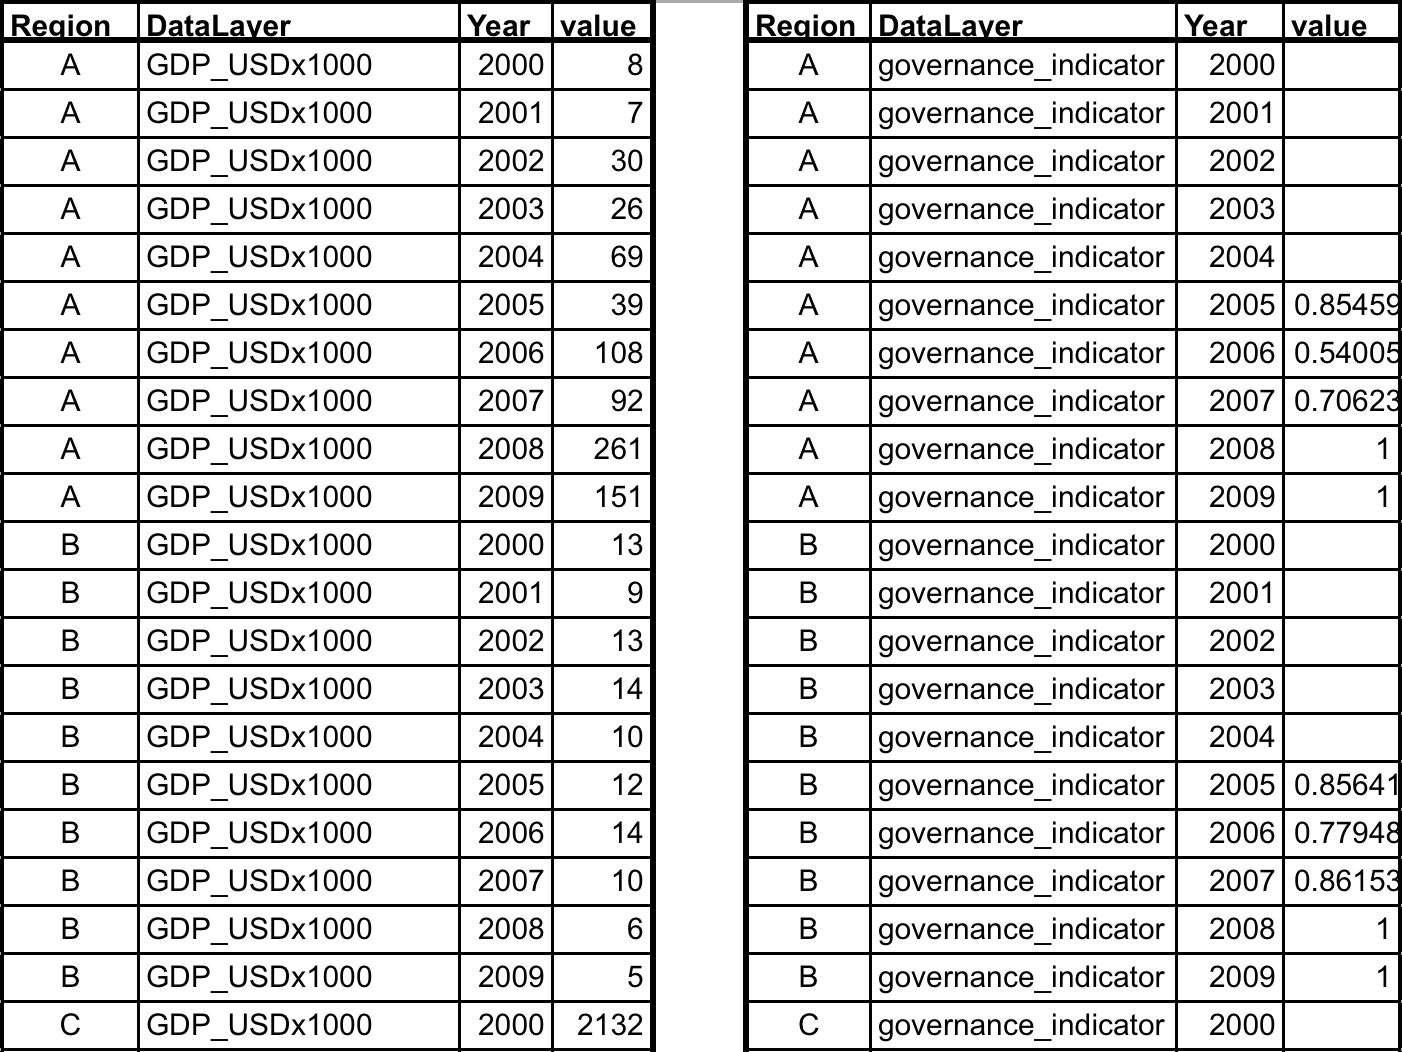 Region DataLayer Year value Region DataLayer Year value
A GDP_USDx1000 2000 8 A governance_indicator 2000
A GDP_USDx1000 2001 7 A governance_indicator 2001
A GDP_USDx1000 2002 30 A governance_indicator 2002
A GDP_USDx1000 2003 26 A governance_indicator 2003
A GDP_USDx1000 2004 69 A governance_indicator 2004
A GDP_USDx1000 2005 39 A governance_indicator 2005 0.85459
A GDP_USDx1000 2006 108 A governance_indicator 2006 0.54005
A GDP_USDx1000 2007 92 A governance_indicator 2007 0.70623
A GDP_USDx1000 2008 261 A governance_indicator 2008 1
A GDP_USDx1000 2009 151 A governance_indicator 2009 1
B GDP_USDx1000 2000 13 B governance_indicator 2000
B GDP_USDx1000 2001 9 B governance_indicator 2001
B GDP_USDx1000 2002 13 B governance_indicator 2002
B GDP_USDx1000 2003 14 B governance_indicator 2003
B GDP_USDx1000 2004 10 B governance_indicator 2004
B GDP_USDx1000 2005 12 B governance_indicator 2005 0.85641
B GDP_USDx1000 2006 14 B governance_indicator 2006 0.77948
B GDP_USDx1000 2007 10 B governance_indicator 2007 0.86153
B GDP_USDx1000 2008 6 B governance_indicator 2008 1
B GDP_USDx1000 2009 5 B governance_indicator 2009 1
C GDP_USDx1000 2000 2132 C governance_indicator 2000